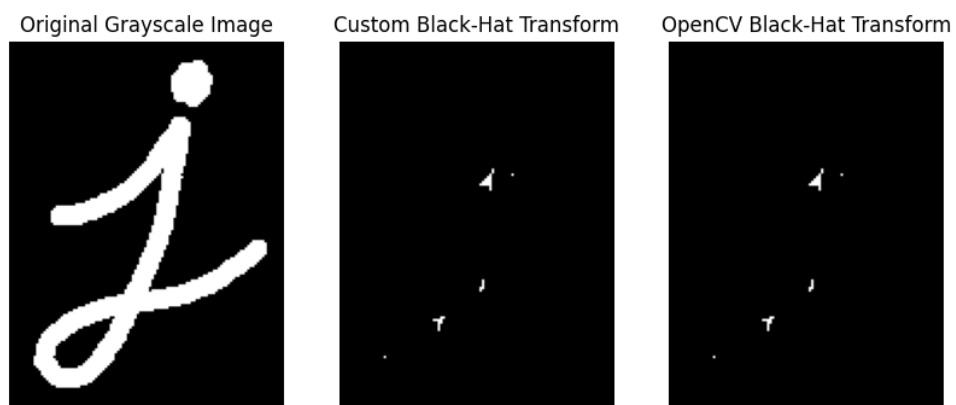 Original Grayscale Image
Custom Black-Hat Transform
OpenCV Black-Hat Transform
j